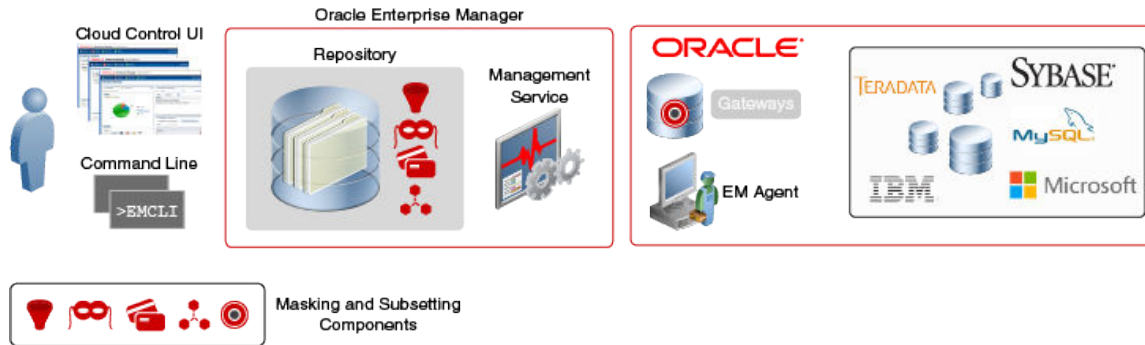 Oracle Enterprise Manager
Cloud Control UI
Repository
Management
Service
Command Line
>EMCLI
ORACLE
Gateways
EM Agent
TERADATA
SYBASE
MySQL
IBM
Microsoft
Masking and Subsetting
Components